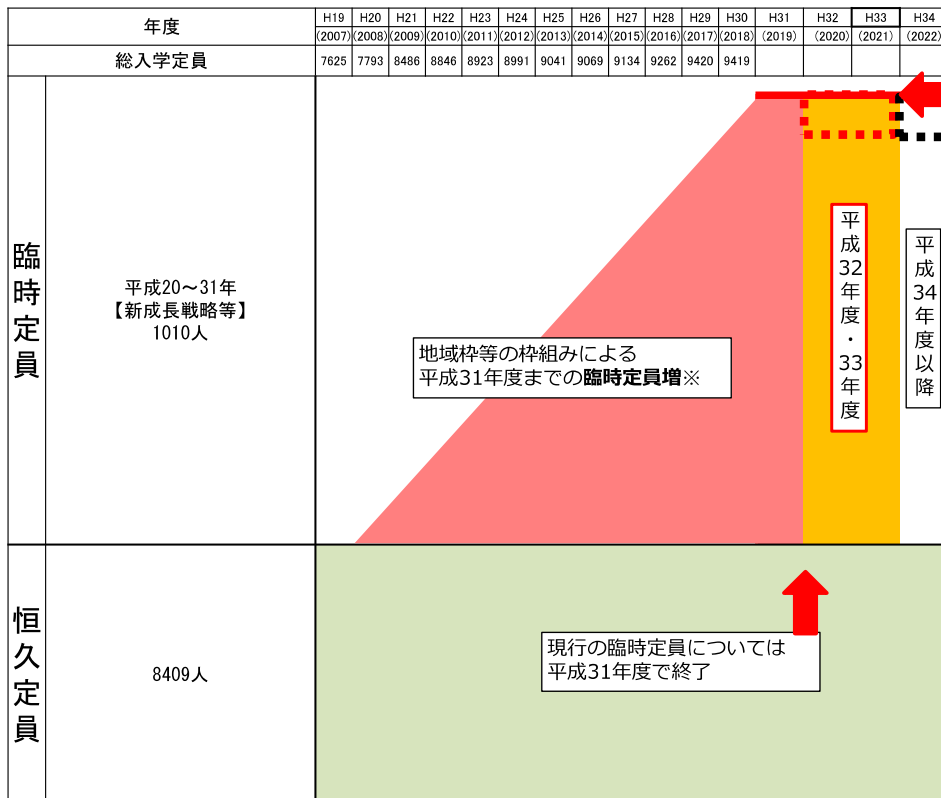 年度
H19 H20 H21 H22 H23 H24 H25 H26 H27 H28 H29 H30 H31 H32 H33 H34
(2007) (2008) (2009) (2010) (2011) (2012) (2013) (2014) (2015) (2016) (2017) (2018) (2019) (2020) (2021) (2022)
総入学定員
7625 7793 8486 8846 8923 8991 9041 9069 9134 9262 9420 9419
臨時定員
平成20～31年
【新成長戦略等】
1010人
地域枠等の枠組みによる
平成31年度までの臨時定員増※
平成32年度・33年度
平成34年度以降
恒久定員
8409人
現行の臨時定員については
平成31年度で終了